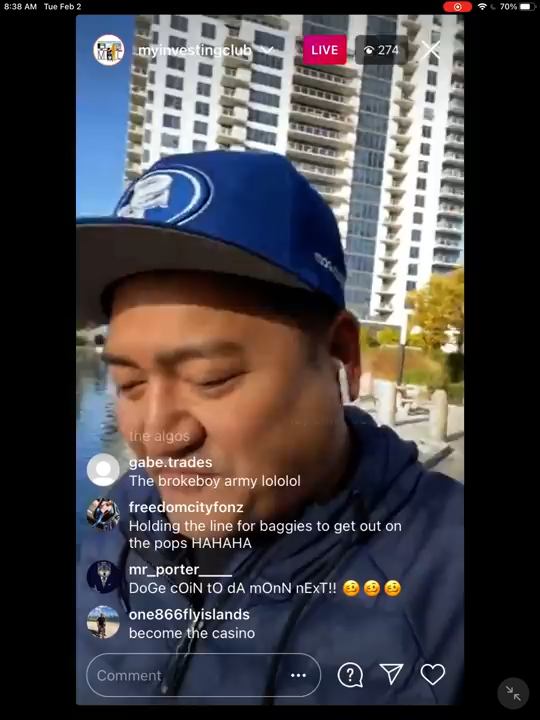 8:38 AM Tue Feb 2
70%
myinvestingclub
LIVE
274
the algos
gabe.trades
The brokeboy army lololol
freedomcityfonz
Holding the line for baggies to get out on
the pops HAHAHA
mr_porter____
DoGe cOiN tO dA mOnN nExT!! 🥴🥴🥴
one866flyislands
become the casino
Comment